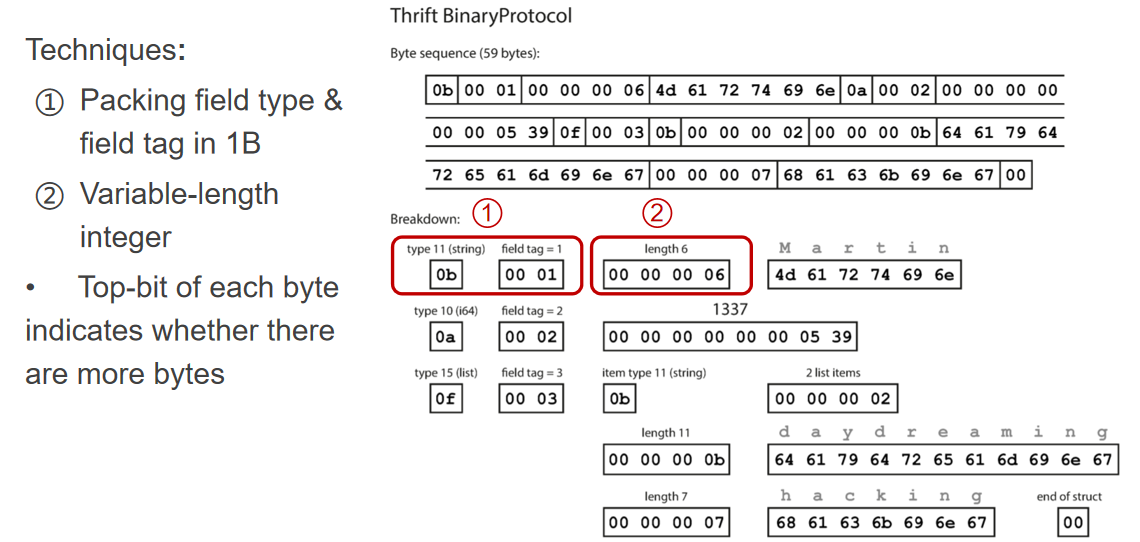 Techniques:
① Packing field type &
field tag in 1B
② Variable-length
integer
• Top-bit of each byte
indicates whether there
are more bytes
Thrift BinaryProtocol
Byte sequence (59 bytes):
0b 00 01 00 00 00 06 4d 61 72 74 69 6e 0a 00 02 00 00 00 00
00 00 05 39 0f 00 03 0b 00 00 00 02 00 00 00 0b 64 61 79 64
72 65 61 6d 69 6e 67 00 00 00 07 68 61 63 6b 69 6e 67 00
Breakdown:
① ②
type 11 (string) field tag = 1 length 6 M a r t i n
0b 00 01 00 00 00 06 4d 61 72 74 69 6e
type 10 (i64) field tag = 2 1337
0a 00 02 00 00 00 00 00 00 05 39
type 15 (list) field tag = 3 item type 11 (string) 2 list items
0f 00 03 0b 00 00 00 02
length 11 d a y d r e a m i n g
00 00 00 0b 64 61 79 64 72 65 61 6d 69 6e 67
length 7 h a c k i n g end of struct
00 00 00 07 68 61 63 6b 69 6e 67 00